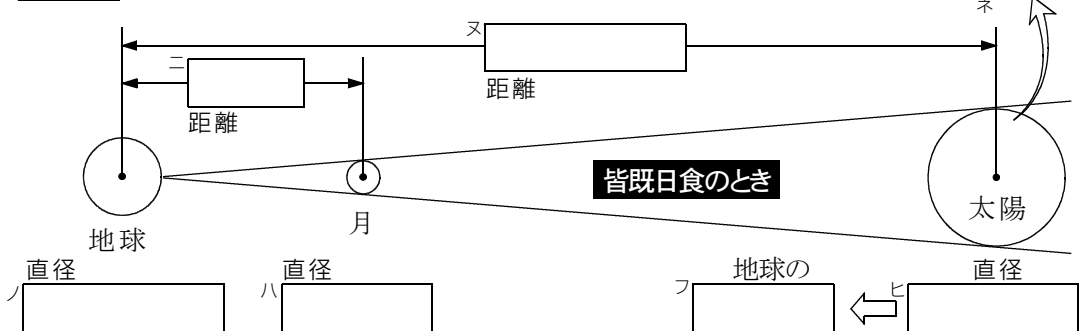 ネ
ヌ
距離
ニ
距離
皆既日食のとき
地球
月
太陽
ノ
直径
ハ
直径
フ
地球の
ヒ
直径